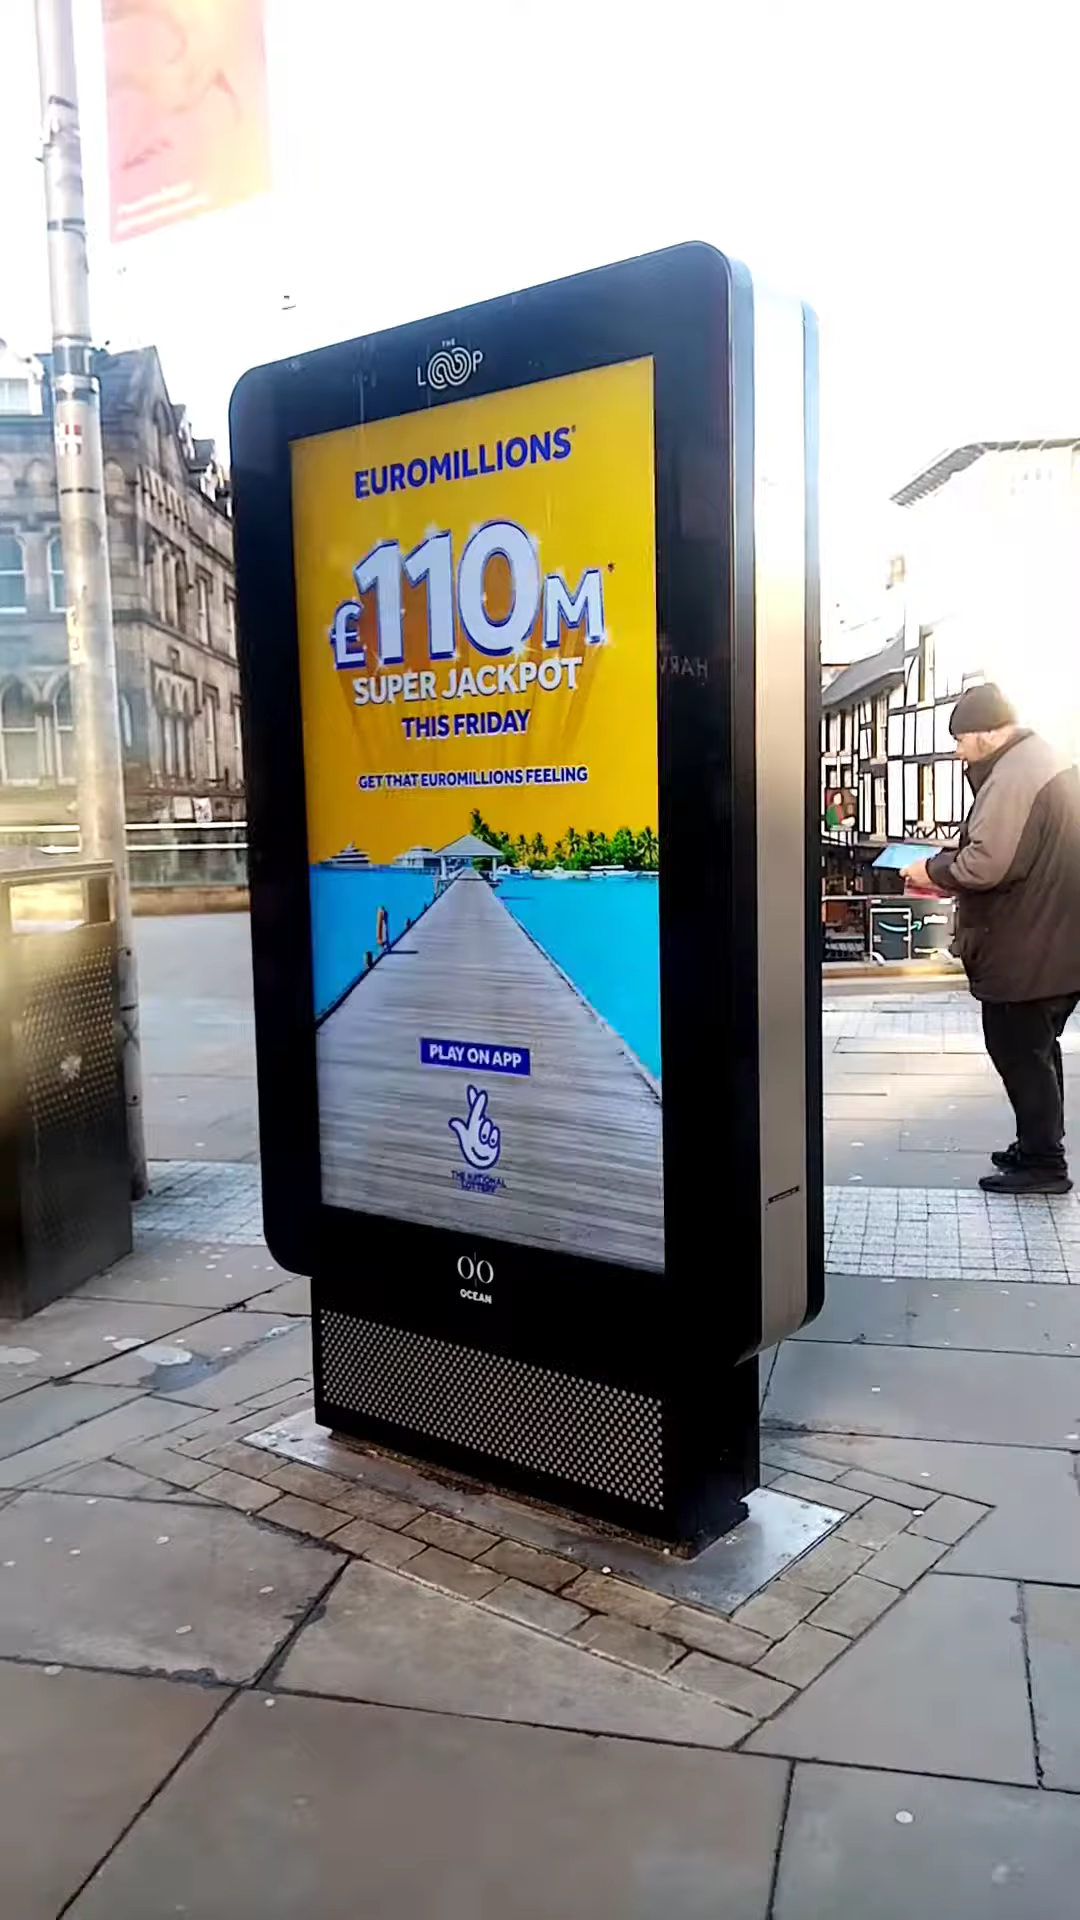 THE
LOOP
EUROMILLIONS®
£110M*
SUPER JACKPOT
THIS FRIDAY
GET THAT EUROMILLIONS FEELING
PLAY ON APP
THE NATIONAL
LOTTERY®
OCEAN